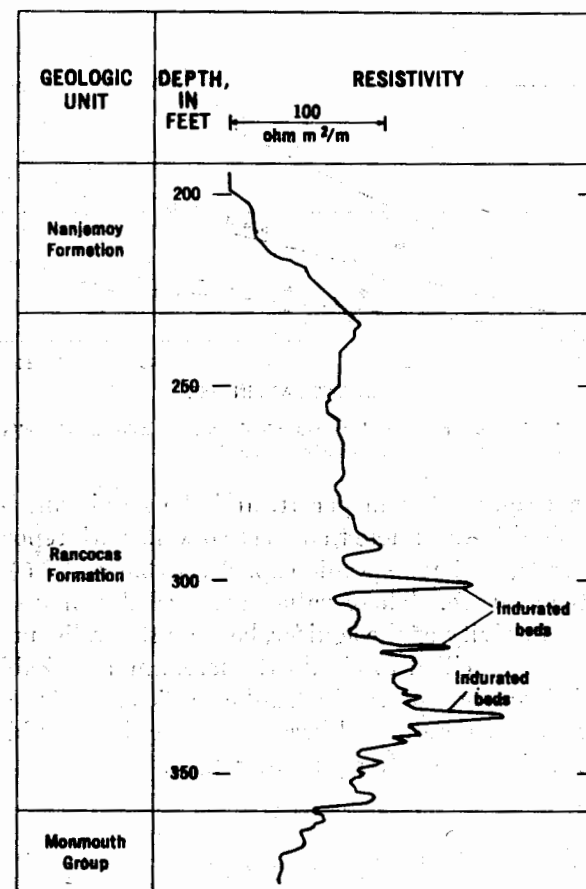 GEOLOGIC
UNIT
DEPTH,
IN
FEET
RESISTIVITY
100
ohm m²/m
200
Nanjemoy
Formetion
250
Rancocas
Formation
300
Indurated
beds
Indurated
beds
350
Monmouth
Group